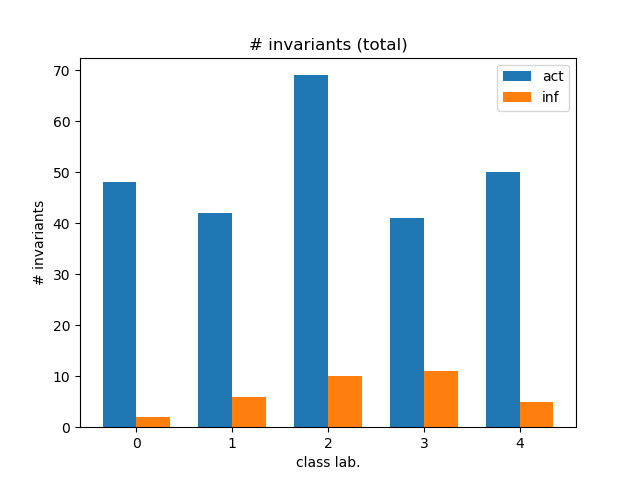 # invariants (total)
act
inf
# invariants
70
60
50
40
30
20
10
0
0 1 2 3 4
class lab.